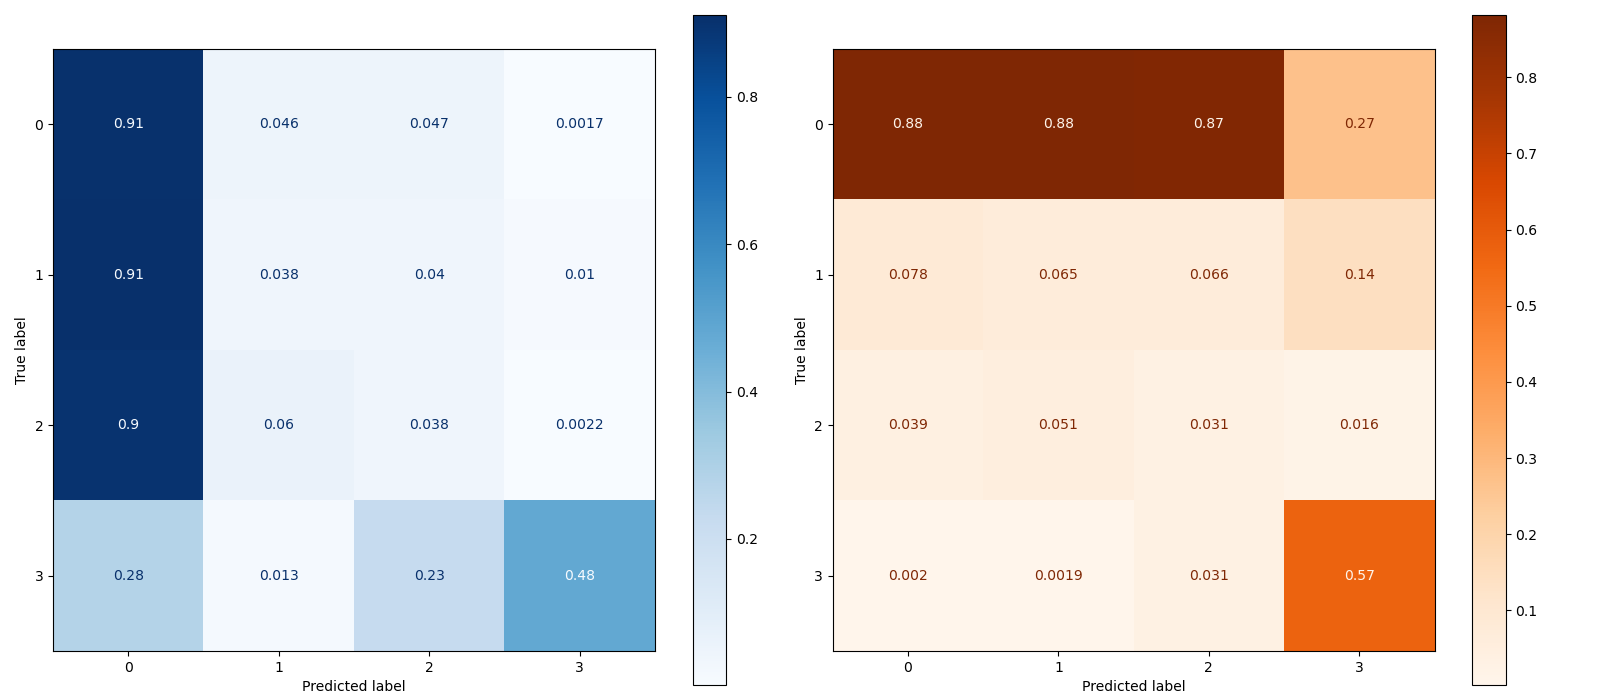 0.91 0.046 0.047 0.0017
0.91 0.038 0.04 0.01
0.9 0.06 0.038 0.0022
0.28 0.013 0.23 0.48
0
1
2
3
True label
0 1 2 3
Predicted label
0.8
0.6
0.4
0.2
0.88 0.88 0.87 0.27
0.078 0.065 0.066 0.14
0.039 0.051 0.031 0.016
0.002 0.0019 0.031 0.57
0
1
2
3
True label
0 1 2 3
Predicted label
0.8
0.7
0.6
0.5
0.4
0.3
0.2
0.1